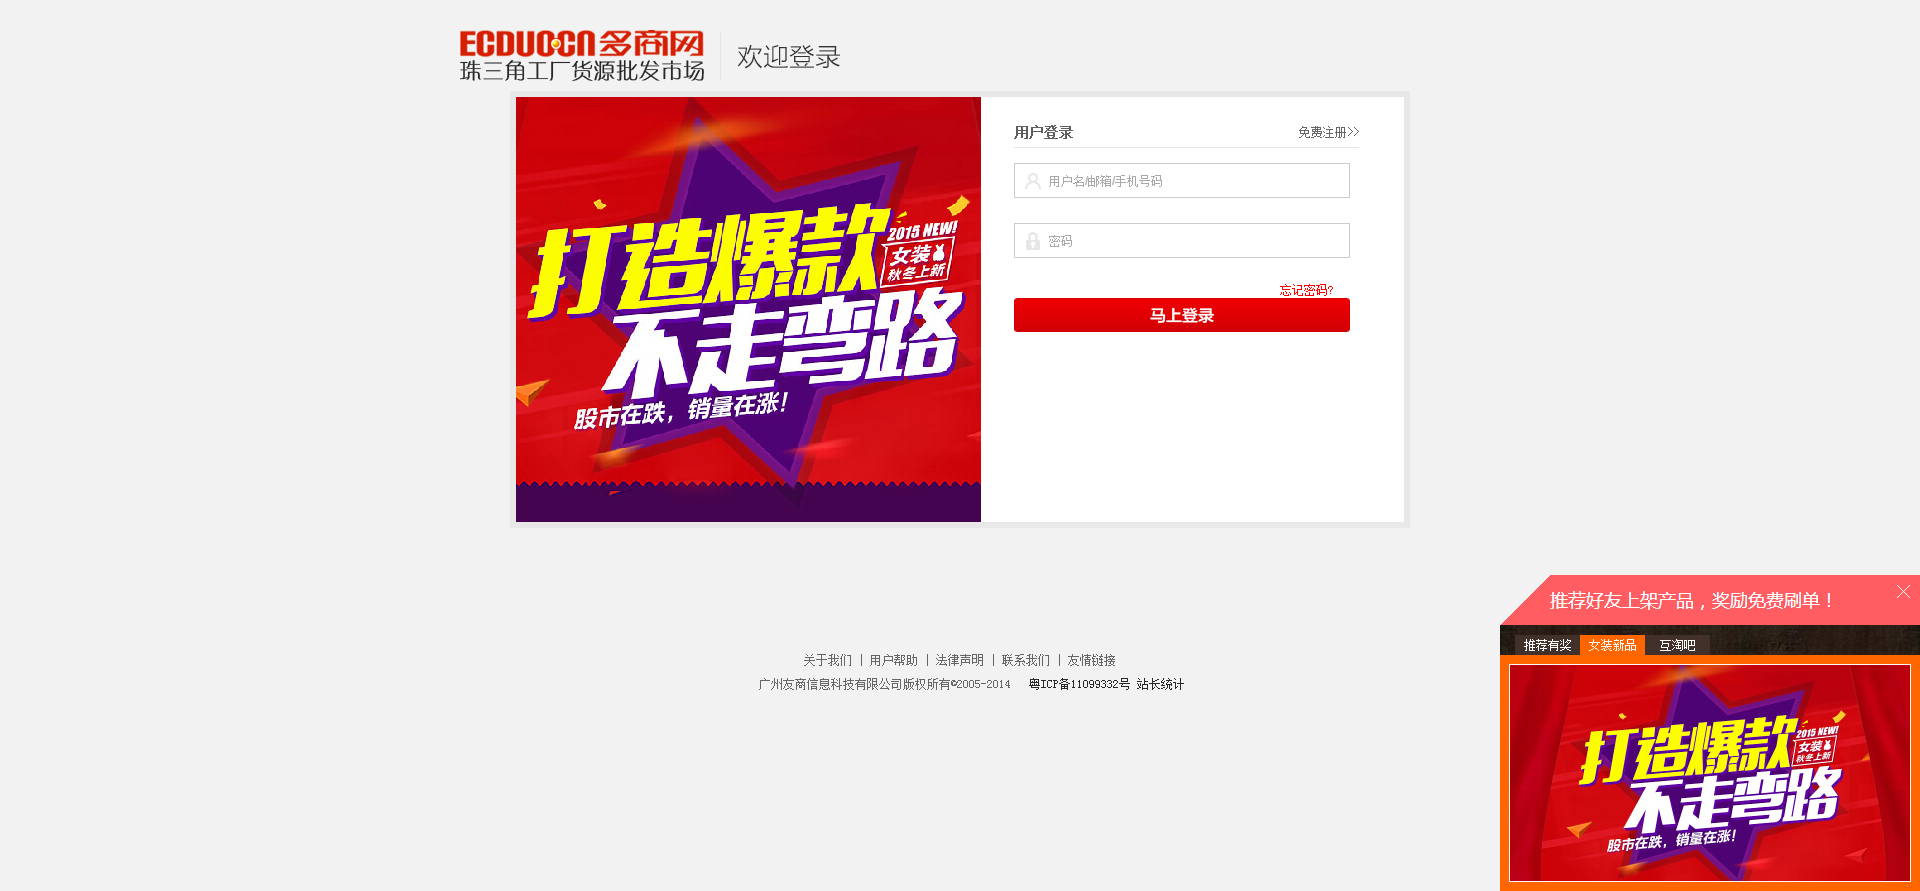 ECDUO.CN多商网
珠三角工厂货源批发市场
欢迎登录
打造爆款
2015 NEW!
女装
秋冬上新
不走弯路
股市在跌，销量在涨！
用户登录
免费注册>>
用户名/邮箱/手机号码
密码
忘记密码?
马上登录
推荐好友上架产品，奖励免费刷单！
推荐有奖 女装新品 互淘吧
打造爆款
2015 NEW!
女装
秋冬上新
不走弯路
股市在跌，销量在涨！
关于我们 | 用户帮助 | 法律声明 | 联系我们 | 友情链接
广州友商信息科技有限公司版权所有©2005-2014 粤ICP备11099332号 站长统计